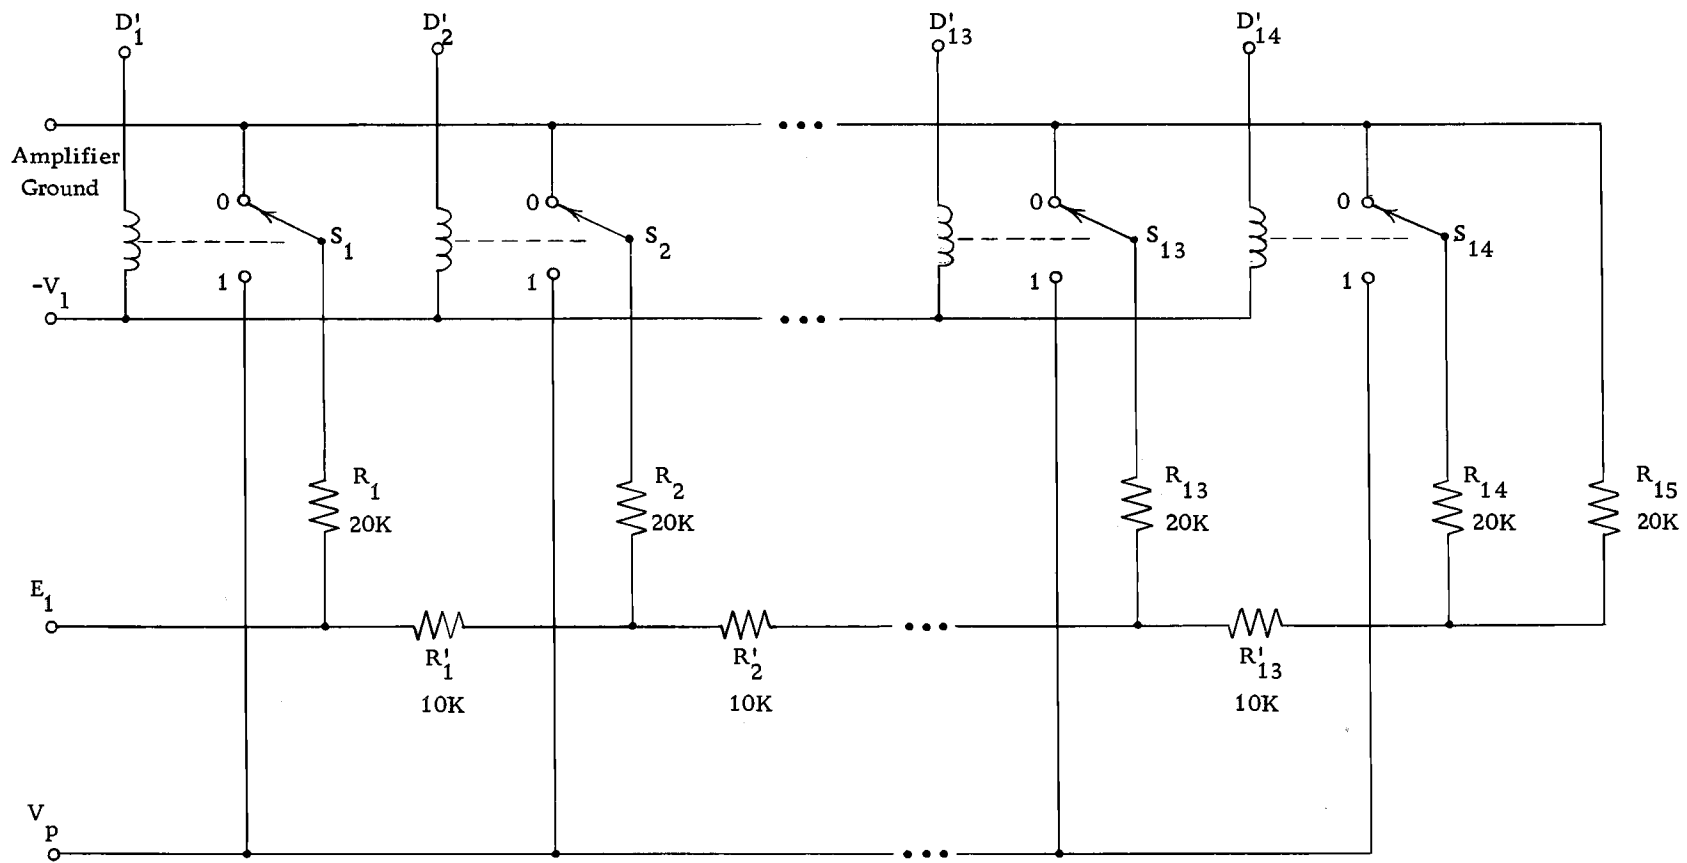 D'1 D'2 D'13 D'14
Amplifier
Ground
0 0 0 0
S1 S2 S13 S14
1 1 1 1
-V1
R1 R2 R13 R14 R15
20K 20K 20K 20K 20K
E1
R'1 R'2 R'13
10K 10K 10K
Vp